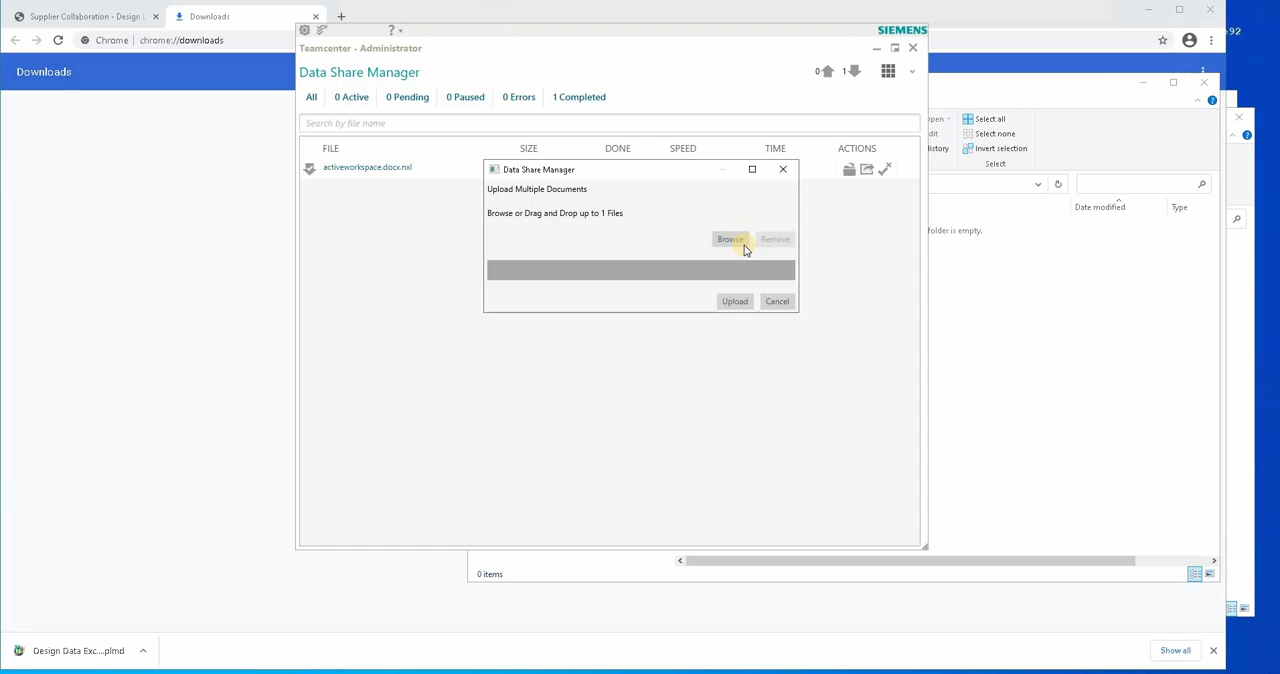 Supplier Collaboration - Design
Downloads
Chrome
chrome://downloads
Downloads
SIEMENS
Teamcenter - Administrator
Data Share Manager
0
1
All
0 Active
0 Pending
0 Paused
0 Errors
1 Completed
Search by file name
FILE
SIZE
DONE
SPEED
TIME
ACTIONS
activeworkspace.docx.nxl
Data Share Manager
Upload Multiple Documents
Browse or Drag and Drop up to 1 Files
Browse
Remove
Upload
Cancel
Select all
Select none
Invert selection
Select
Date modified
Type
folder is empty.
0 items
Design Data Exc....plmd
Show all